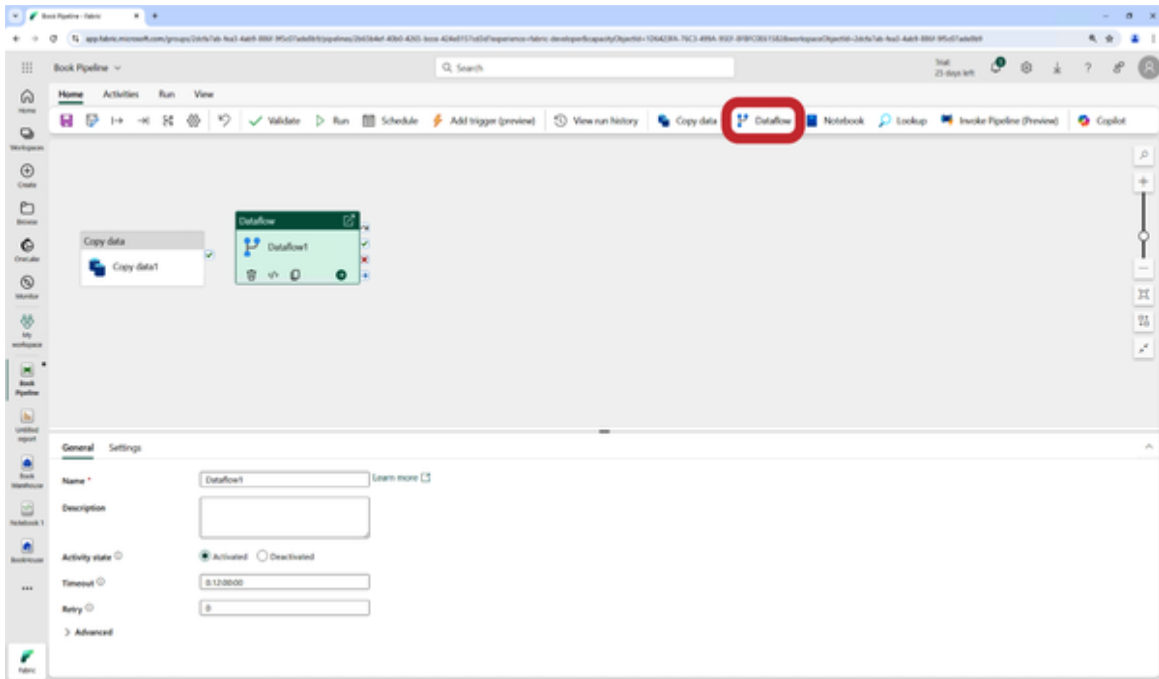 Book Pipeline - Fabric
Book Pipeline
Search
Trial
23 days left
Home
Activities
Run
View
Validate
Run
Schedule
Add trigger (preview)
View run history
Copy data
Dataflow
Notebook
Lookup
Invoke Pipeline (Preview)
Copilot
Home
Workspaces
Create
Browse
OneLake
Monitor
My
workspace
Book
Pipeline
Untitled
report
Book
Warehouse
Notebook 1
BookHouse
Fabric
Copy data
Copy data1
Dataflow
Dataflow1
General
Settings
Name *
Dataflow1
Learn more
Description
Activity state
Activated
Deactivated
Timeout
0.12:00:00
Retry
0
Advanced